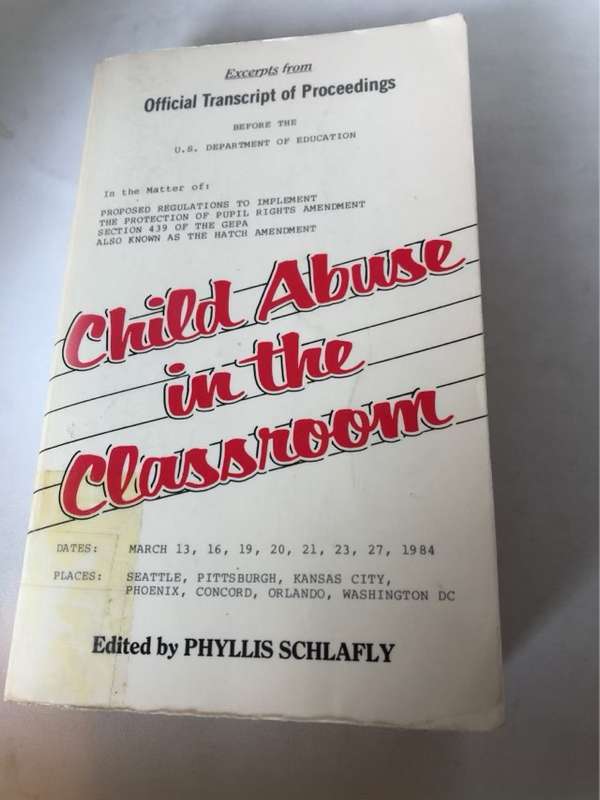 Excerpts from
Official Transcript of Proceedings
BEFORE THE
U.S. DEPARTMENT OF EDUCATION
In the Matter of:
PROPOSED REGULATIONS TO IMPLEMENT
THE PROTECTION OF PUPIL RIGHTS AMENDMENT
SECTION 439 OF THE GEPA
ALSO KNOWN AS THE HATCH AMENDMENT
Child Abuse
in the
Classroom
DATES: MARCH 13, 16, 19, 20, 21, 23, 27, 1984
PLACES: SEATTLE, PITTSBURGH, KANSAS CITY,
PHOENIX, CONCORD, ORLANDO, WASHINGTON DC
Edited by PHYLLIS SCHLAFLY